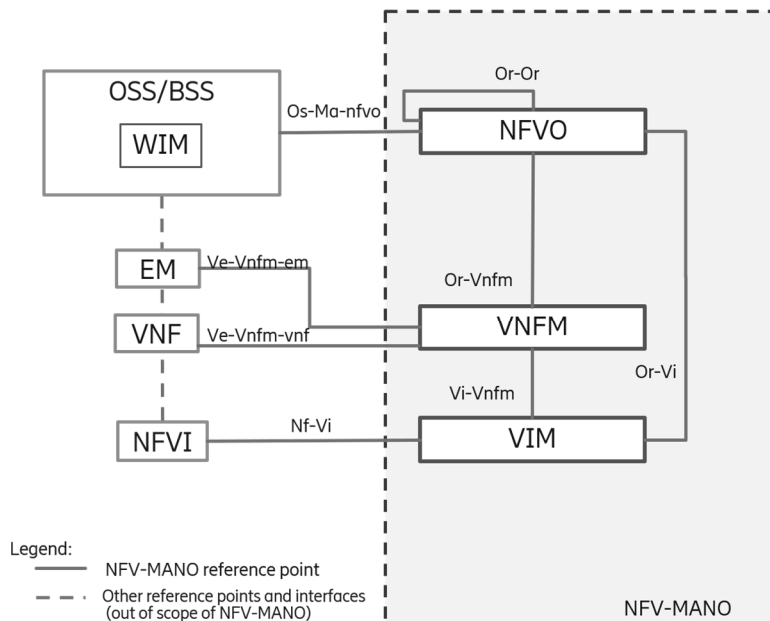 Or-Or
OSS/BSS
WIM
Os-Ma-nfvo
NFVO
EM
Ve-Vnfm-em
Or-Vnfm
VNF
Ve-Vnfm-vnf
VNFM
Or-Vi
Vi-Vnfm
NFVI
Nf-Vi
VIM
Legend:
NFV-MANO reference point
Other reference points and interfaces
(out of scope of NFV-MANO)
NFV-MANO